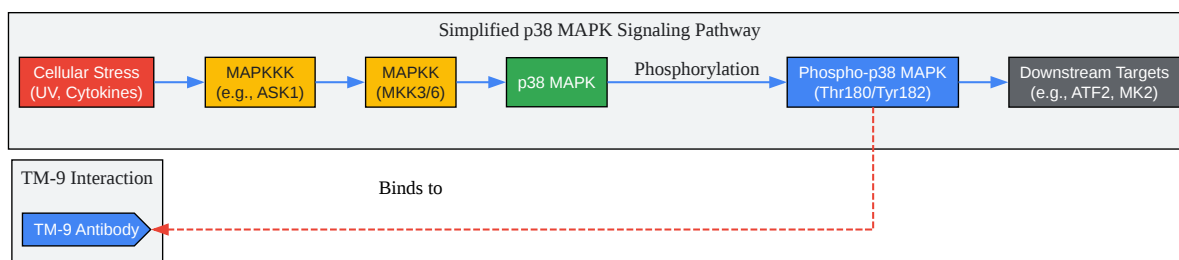 Simplified p38 MAPK Signaling Pathway
Cellular Stress
(UV, Cytokines)
MAPKKK
(e.g., ASK1)
MAPKK
(MKK3/6)
p38 MAPK
Phosphorylation
Phospho-p38 MAPK
(Thr180/Tyr182)
Downstream Targets
(e.g., ATF2, MK2)
TM-9 Interaction
Binds to
TM-9 Antibody